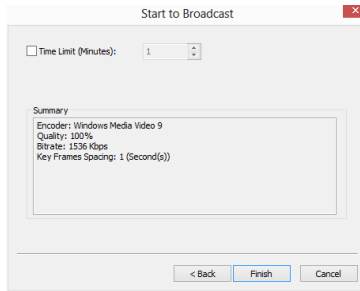 Start to Broadcast
Time Limit (Minutes): 1
Summary
Encoder: Windows Media Video 9
Quality: 100%
Bitrate: 1536 Kbps
Key Frames Spacing: 1 (Second(s))
< Back Finish Cancel